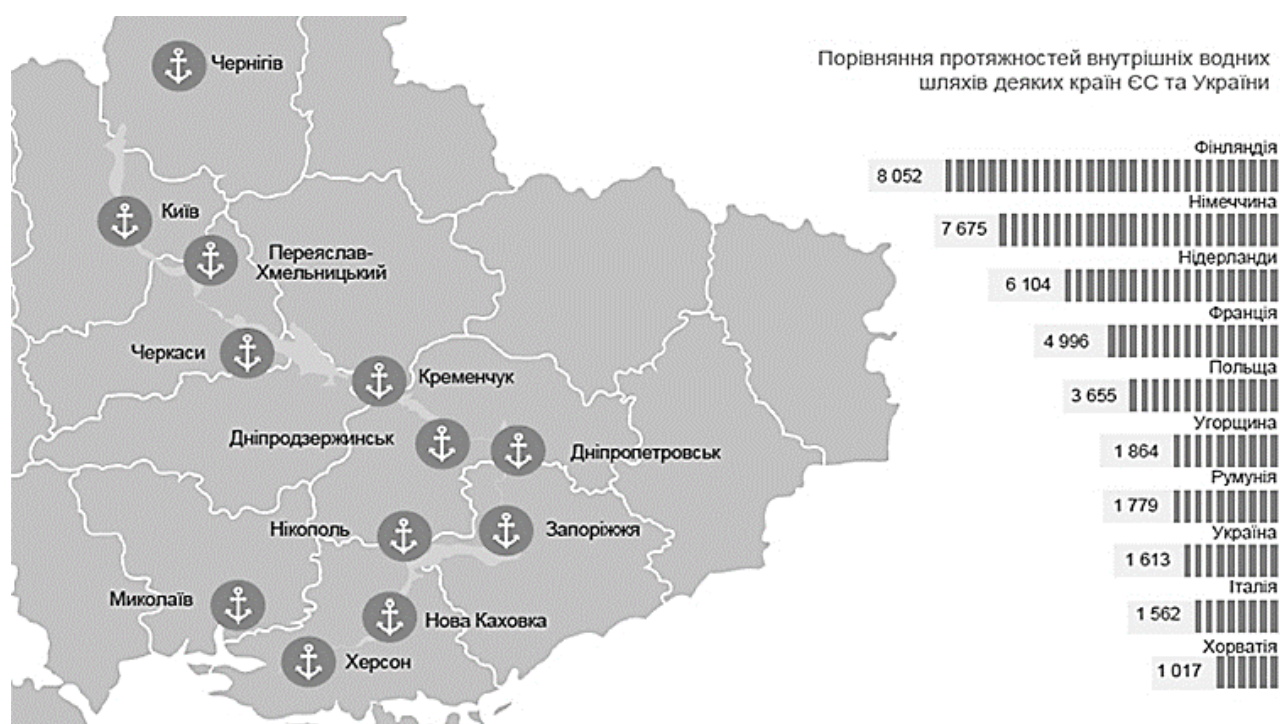 Чернігів
Київ
Переяслав-
Хмельницький
Черкаси
Кременчук
Дніпродзержинськ
Дніпропетровськ
Нікополь
Запоріжжя
Миколаїв
Нова Каховка
Херсон
Порівняння протяжностей внутрішніх водних
шляхів деяких країн ЄС та України
Фінляндія
8 052
Німеччина
7 675
Нідерланди
6 104
Франція
4 996
Польща
3 655
Угорщина
1 864
Румунія
1 779
Україна
1 613
Італія
1 562
Хорватія
1 017